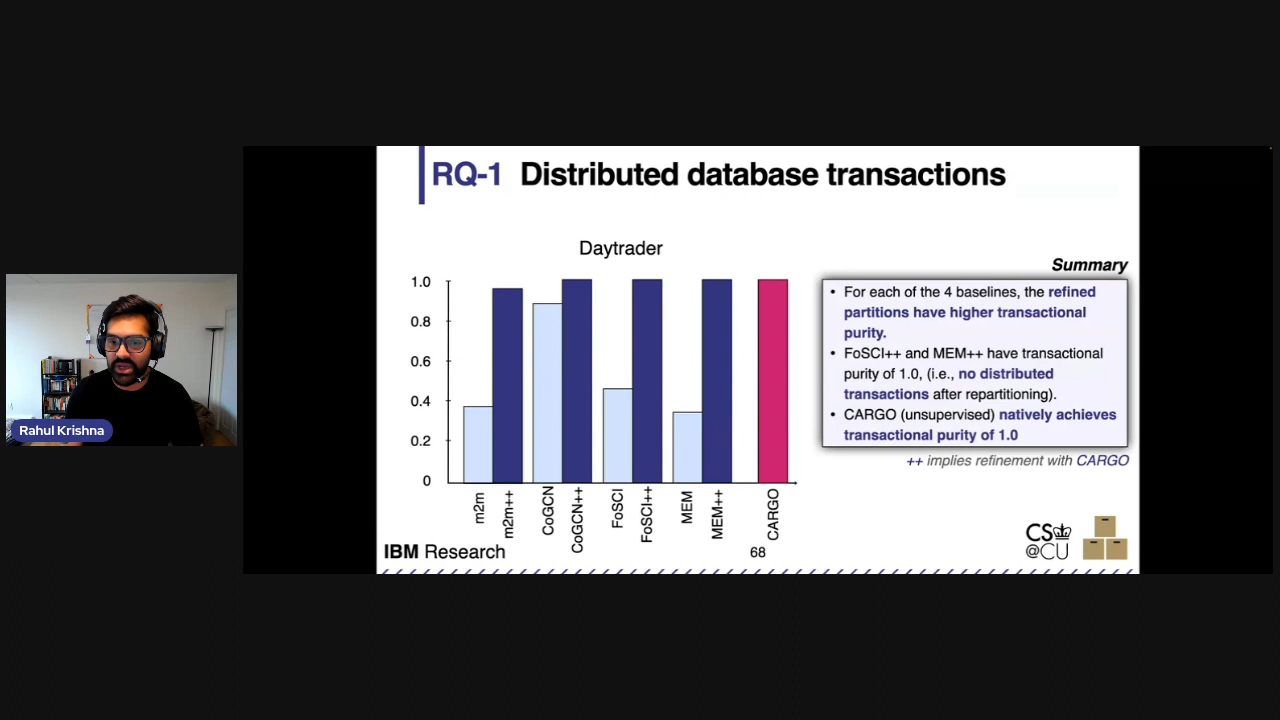 RQ-1 Distributed database transactions
Daytrader
1.0
0.8
0.6
0.4
0.2
0
m2m
m2m++
CoGCN
CoGCN++
FoSCI
FoSCI++
MEM
MEM++
CARGO
Summary
• For each of the 4 baselines, the refined
partitions have higher transactional
purity.
• FoSCI++ and MEM++ have transactional
purity of 1.0, (i.e., no distributed
transactions after repartitioning).
• CARGO (unsupervised) natively achieves
transactional purity of 1.0
++ implies refinement with CARGO
Rahul Krishna
IBM Research
68
CS
@CU